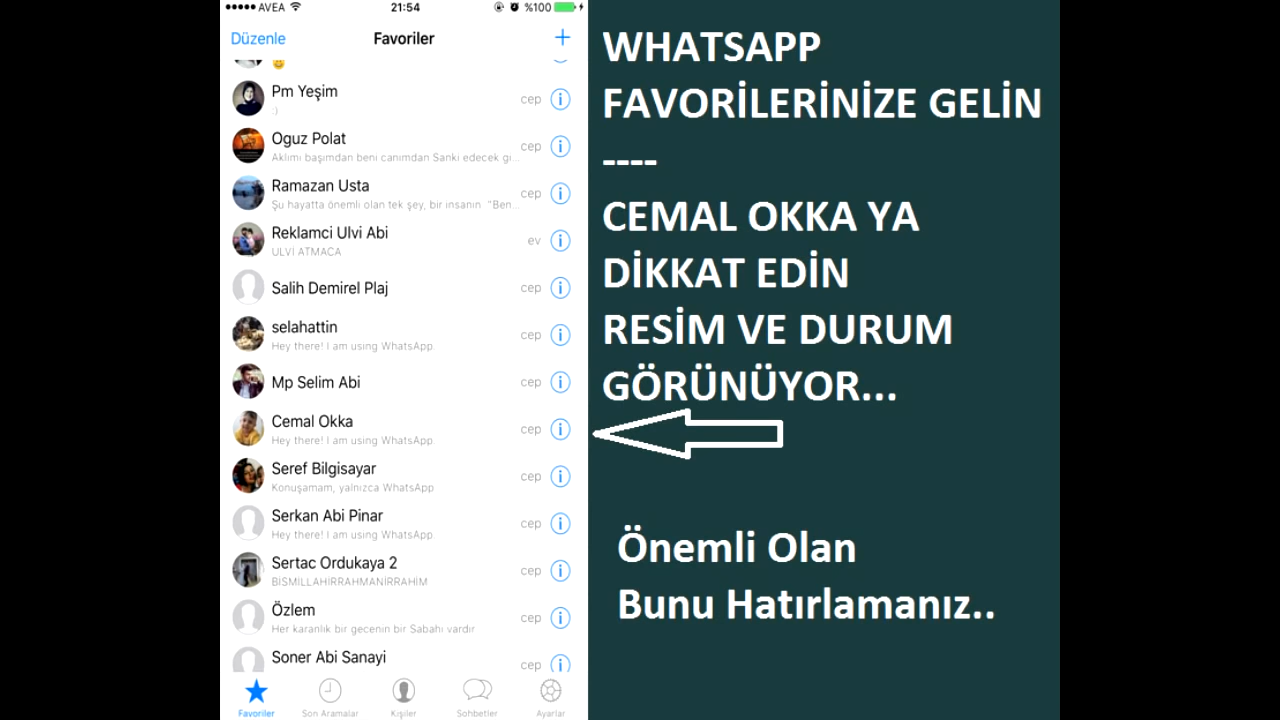 AVEA 21:54 %100
Düzenle Favoriler +
Pm Yeşim
:)
cep
Oguz Polat
Aklımı başımdan beni canımdan Sanki edecek gı...
cep
Ramazan Usta
Şu hayatta önemli olan tek şey, bir insanın "Ben...
cep
Reklamci Ulvi Abi
ULVİ ATMACA
ev
Salih Demirel Plaj
cep
selahattin
Hey there! I am using WhatsApp.
cep
Mp Selim Abi
cep
Cemal Okka
Hey there! I am using WhatsApp.
cep
Seref Bilgisayar
Konuşamam, yalnızca WhatsApp
cep
Serkan Abi Pinar
Hey there! I am using WhatsApp.
cep
Sertac Ordukaya 2
BİSMİLLAHİRRAHMANİRRAHİM
cep
Özlem
Her karanlık bir gecenin bir Sabahı vardır
cep
Soner Abi Sanayi
cep
Favoriler Son Aramalar Kişiler Sohbetler Ayarlar
WHATSAPP
FAVORİLERİNİZE GELİN
----
CEMAL OKKA YA
DİKKAT EDİN
RESİM VE DURUM
GÖRÜNÜYOR...
Önemli Olan
Bunu Hatırlamanız..